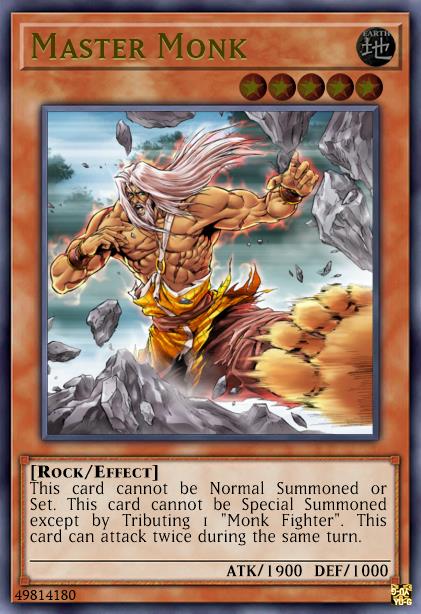 Master Monk
EARTH
地
[Rock/Effect]
This card cannot be Normal Summoned or
Set. This card cannot be Special Summoned
except by Tributing 1 "Monk Fighter". This
card can attack twice during the same turn.
ATK/1900 DEF/1000
49814180